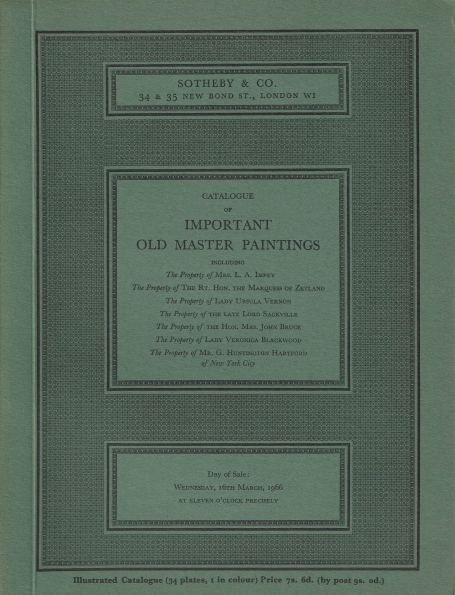 SOTHEBY & CO.
34 & 35 NEW BOND ST., LONDON W1
CATALOGUE
OF
IMPORTANT
OLD MASTER PAINTINGS
INCLUDING
The Property of MRS. L. A. IMPEY
The Property of THE RT. HON. THE MARQUESS OF ZETLAND
The Property of LADY URSULA VERNON
The Property of THE LATE LORD SACKVILLE
The Property of THE HON. MRS. JOHN BRUCE
The Property of LADY VERONICA BLACKWOOD
The Property of MR. G. HUNTINGTON HARTFORD
of New York City
Day of Sale:
WEDNESDAY, 16TH MARCH, 1966
AT ELEVEN O'CLOCK PRECISELY
Illustrated Catalogue (34 plates, 1 in colour) Price 7s. 6d. (by post 9s. od.)